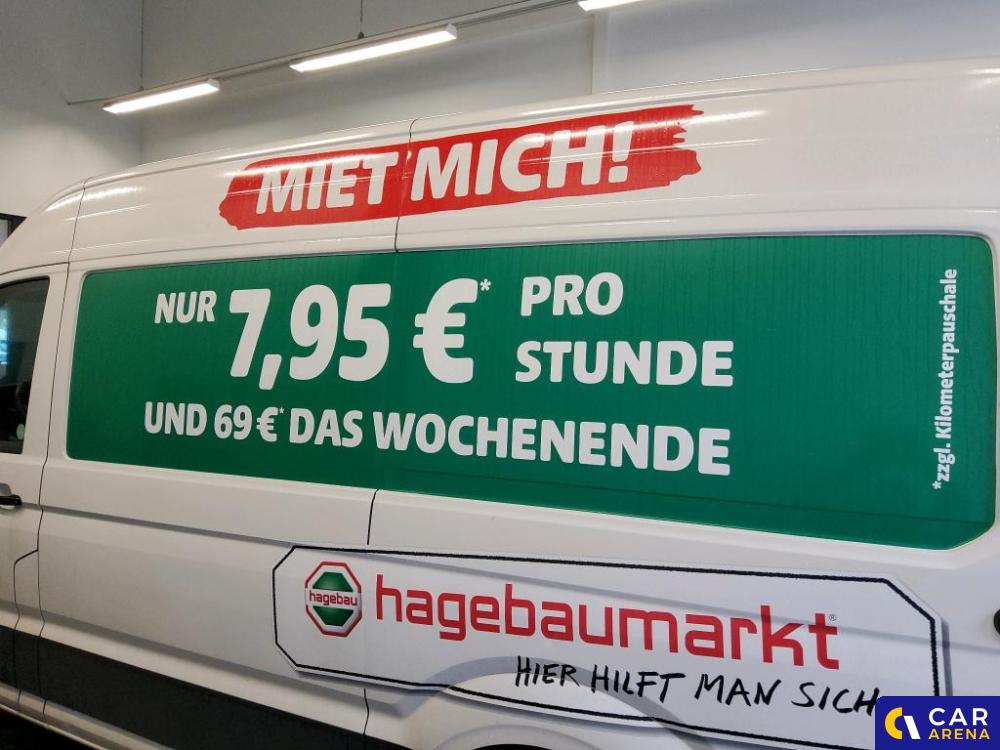 MIET MICH!
NUR 7,95 €* PRO STUNDE
UND 69 €* DAS WOCHENENDE
*zzgl. Kilometerpauschale
hagebau
hagebaumarkt®
HIER HILFT MAN SICH
CAR
ARENA